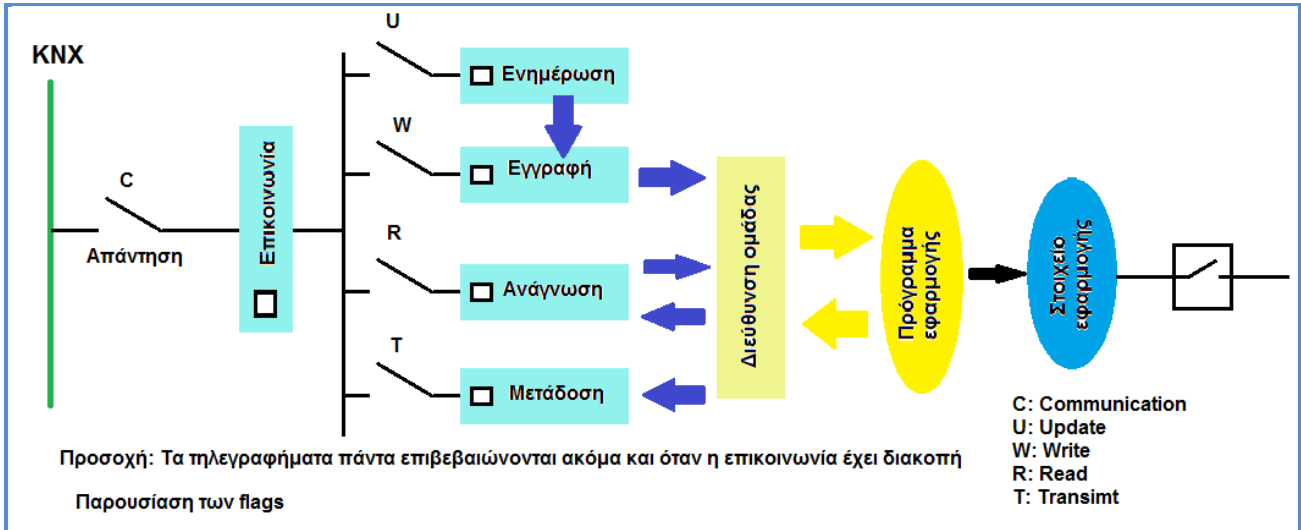 KNX
C
Απάντηση
Επικοινωνία
U
Ενημέρωση
W
Εγγραφή
R
Ανάγνωση
T
Μετάδοση
Διεύθυνση ομάδας
Πρόγραμμα
εφαρμογής
Στοιχείο
εφαρμογής
C: Communication
U: Update
W: Write
R: Read
T: Transimt
Προσοχή: Τα τηλεγραφήματα πάντα επιβεβαιώνονται ακόμα και όταν η επικοινωνία έχει διακοπή
Παρουσίαση των flags